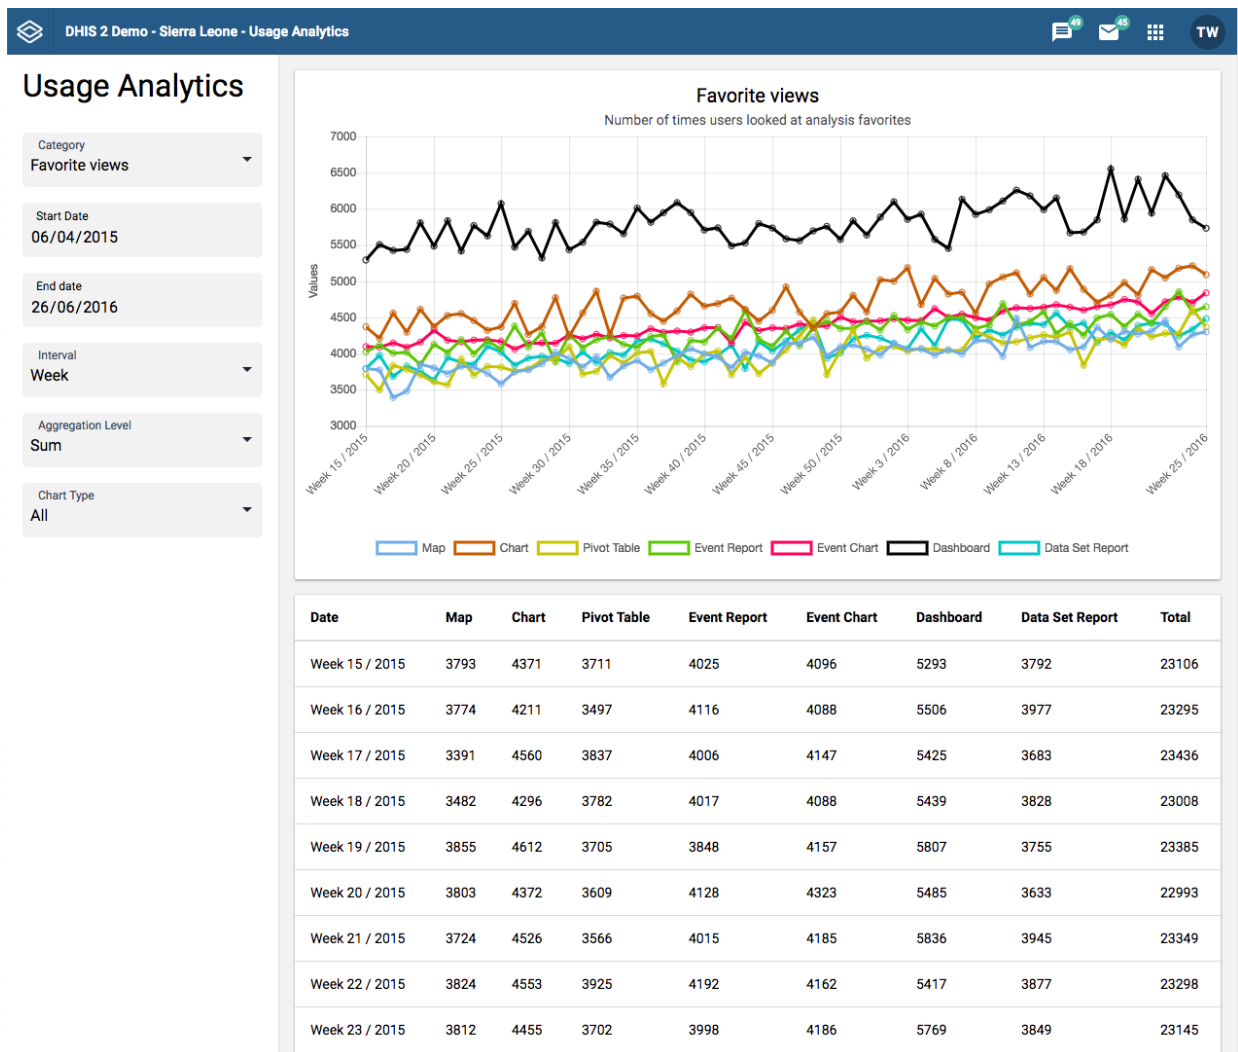 DHIS 2 Demo - Sierra Leone - Usage Analytics
49
45
TW
Usage Analytics
Category
Favorite views
Start Date
06/04/2015
End date
26/06/2016
Interval
Week
Aggregation Level
Sum
Chart Type
All
Favorite views
Number of times users looked at analysis favorites
7000
6500
6000
5500
5000
4500
4000
3500
3000
Values
Week 15 / 2015
Week 20 / 2015
Week 25 / 2015
Week 30 / 2015
Week 35 / 2015
Week 40 / 2015
Week 45 / 2015
Week 50 / 2015
Week 3 / 2016
Week 8 / 2016
Week 13 / 2016
Week 18 / 2016
Week 25 / 2016
Map Chart Pivot Table Event Report Event Chart Dashboard Data Set Report
Date Map Chart Pivot Table Event Report Event Chart Dashboard Data Set Report Total
Week 15 / 2015 3793 4371 3711 4025 4096 5293 3792 23106
Week 16 / 2015 3774 4211 3497 4116 4088 5506 3977 23295
Week 17 / 2015 3391 4560 3837 4006 4147 5425 3683 23436
Week 18 / 2015 3482 4296 3782 4017 4088 5439 3828 23008
Week 19 / 2015 3855 4612 3705 3848 4157 5807 3755 23385
Week 20 / 2015 3803 4372 3609 4128 4323 5485 3633 22993
Week 21 / 2015 3724 4526 3566 4015 4185 5836 3945 23349
Week 22 / 2015 3824 4553 3925 4192 4162 5417 3877 23298
Week 23 / 2015 3812 4455 3702 3998 4186 5769 3849 23145